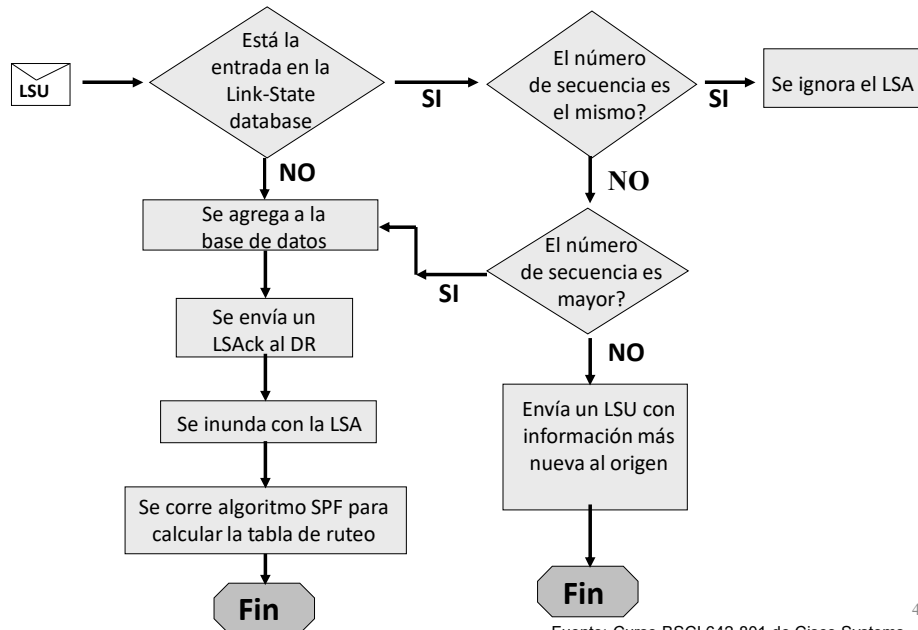 LSU
Está la
entrada en la
Link-State
database
SI
El número
de secuencia es
el mismo?
SI
Se ignora el LSA
NO
NO
Se agrega a la
base de datos
El número
de secuencia es
mayor?
SI
Se envía un
LSAck al DR
NO
Se inunda con la LSA
Envía un LSU con
información más
nueva al origen
Se corre algoritmo SPF para
calcular la tabla de ruteo
Fin
Fin
4